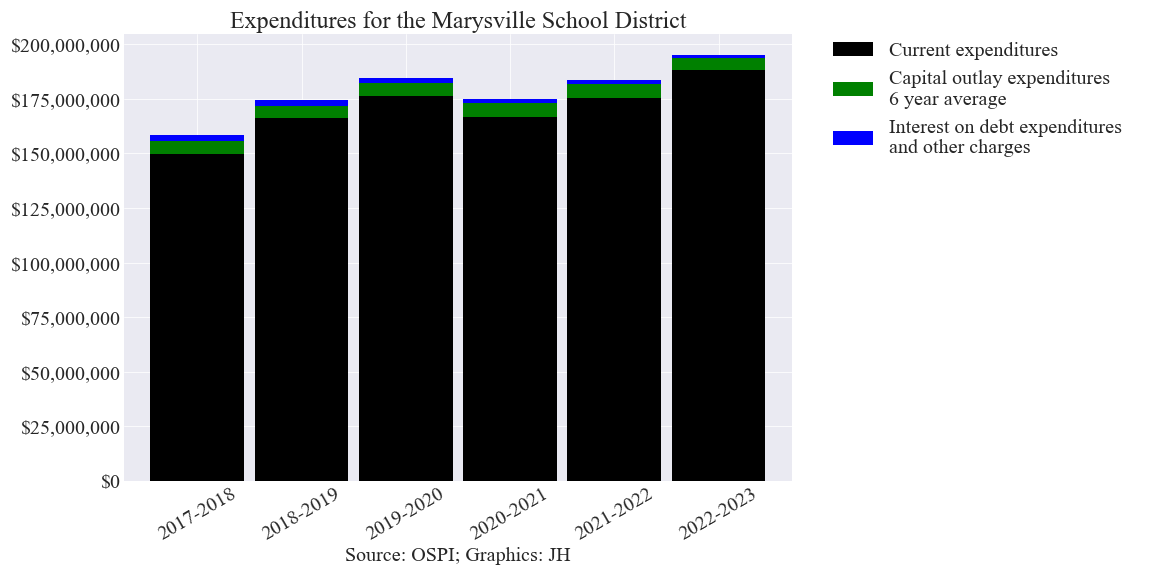 Expenditures for the Marysville School District
$200,000,000
$175,000,000
$150,000,000
$125,000,000
$100,000,000
$75,000,000
$50,000,000
$25,000,000
$0
2017-2018
2018-2019
2019-2020
2020-2021
2021-2022
2022-2023
Source: OSPI; Graphics: JH
Current expenditures
Capital outlay expenditures
6 year average
Interest on debt expenditures
and other charges